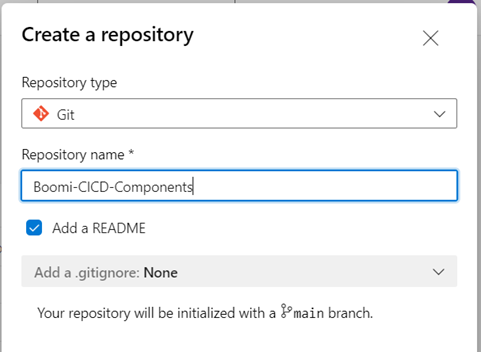 Create a repository
Repository type
Git
Repository name *
Boomi-CICD-Components
Add a README
Add a .gitignore: None
Your repository will be initialized with a main branch.